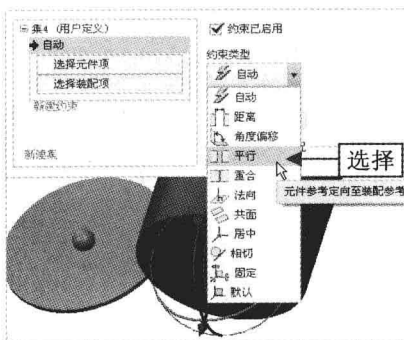 集4 (用户定义)
自动
选择元件项
选择装配项
新建约束
新建集
约束已启用
约束类型
自动
自动
距离
角度偏移
平行
重合
法向
共面
居中
相切
固定
默认
选择
元件参考定向至装配参考